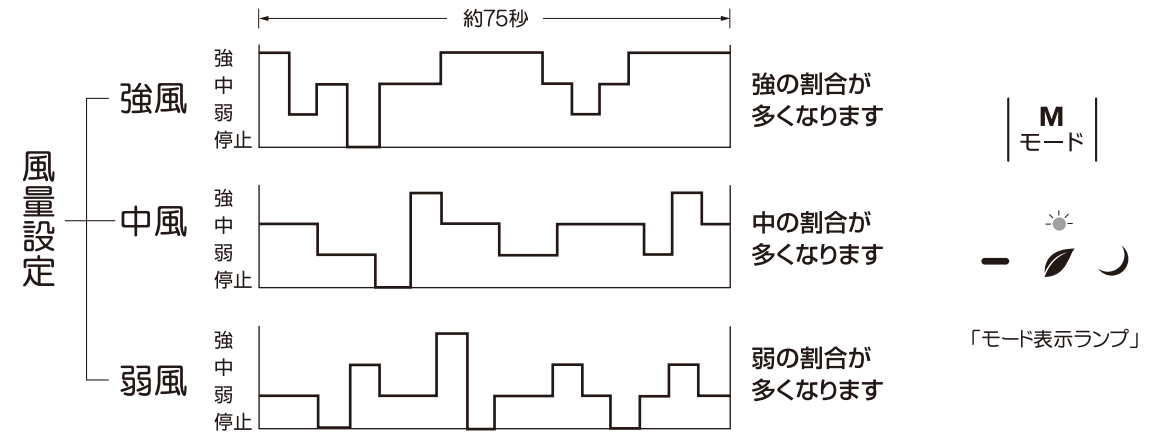 約75秒
風量設定
強風
強
中
弱
停止
強の割合が
多くなります
中風
強
中
弱
停止
中の割合が
多くなります
弱風
強
中
弱
停止
弱の割合が
多くなります
M
モード
「モード表示ランプ」